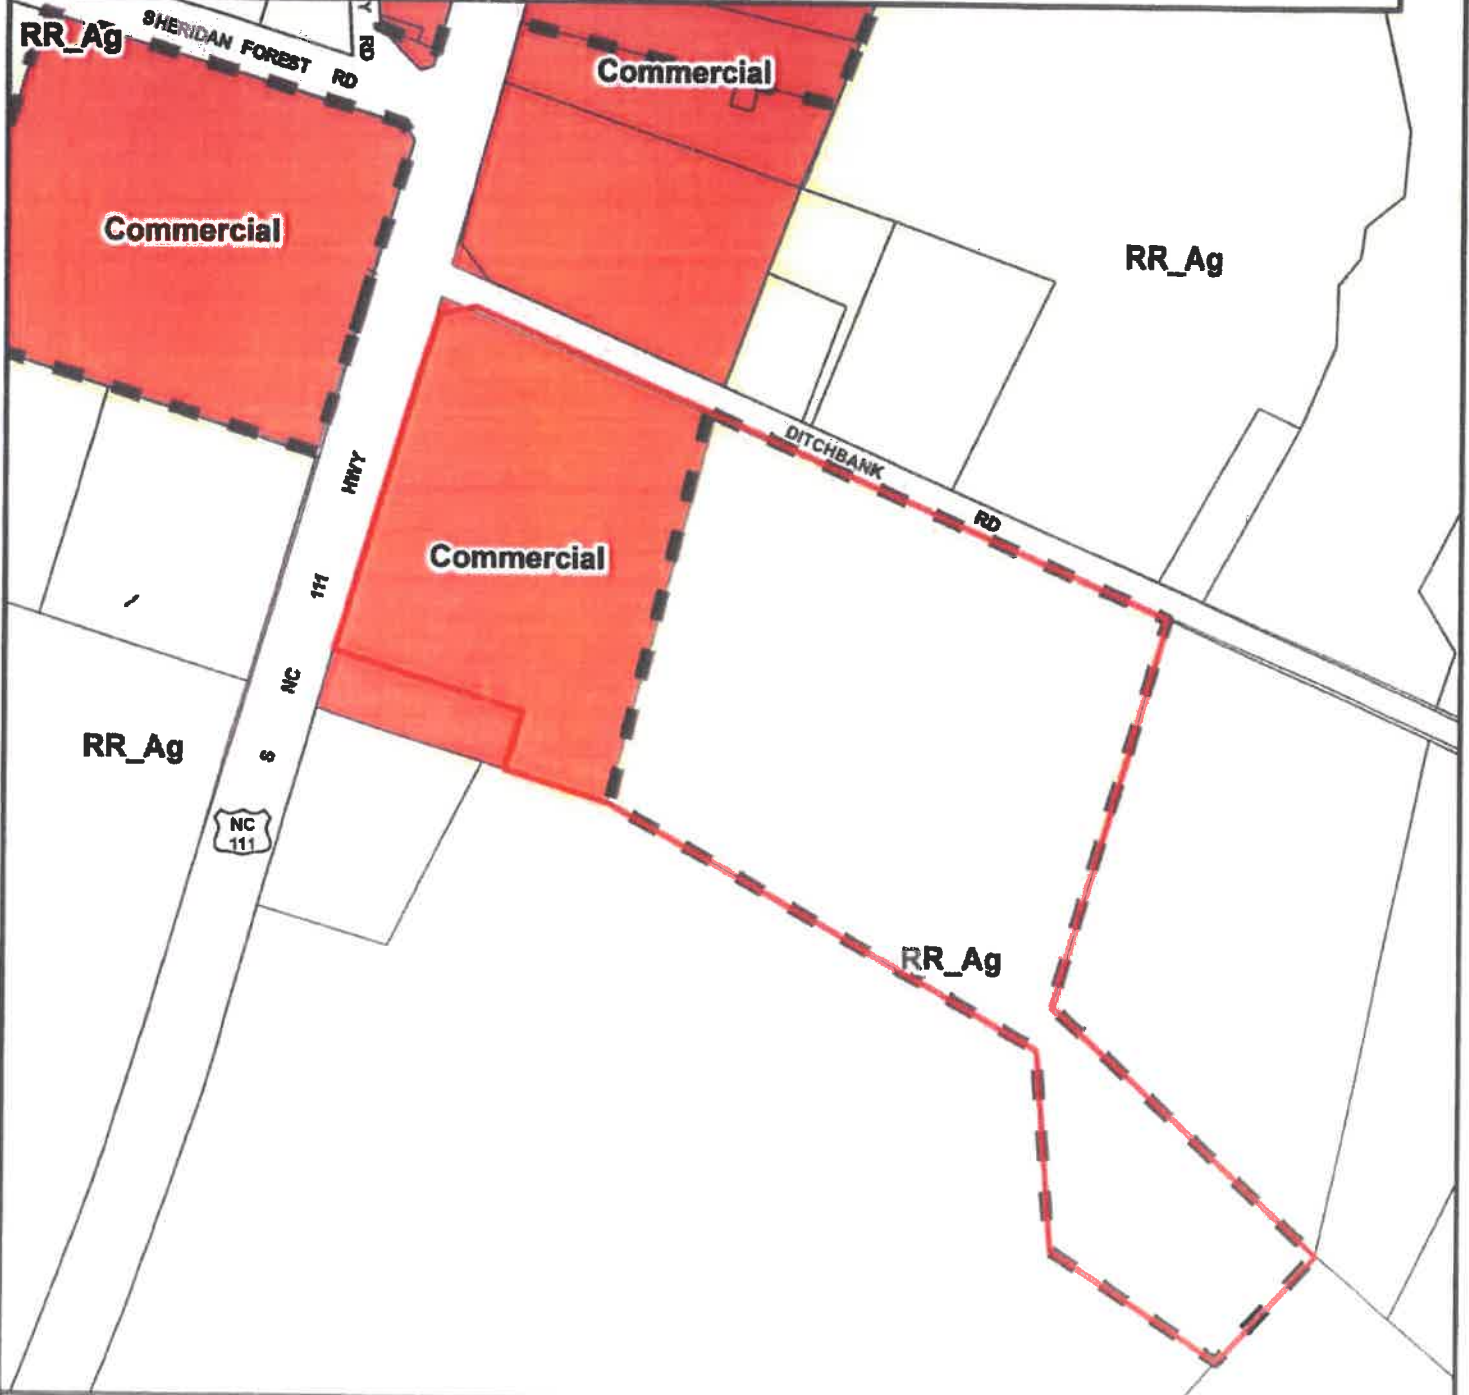 RR_Ag
SHERIDAN FOREST RD
Y RD
Commercial
Commercial
RR_Ag
DITCHBANK RD
Commercial
S NC 111 HWY
RR_Ag
NC
111
RR_Ag